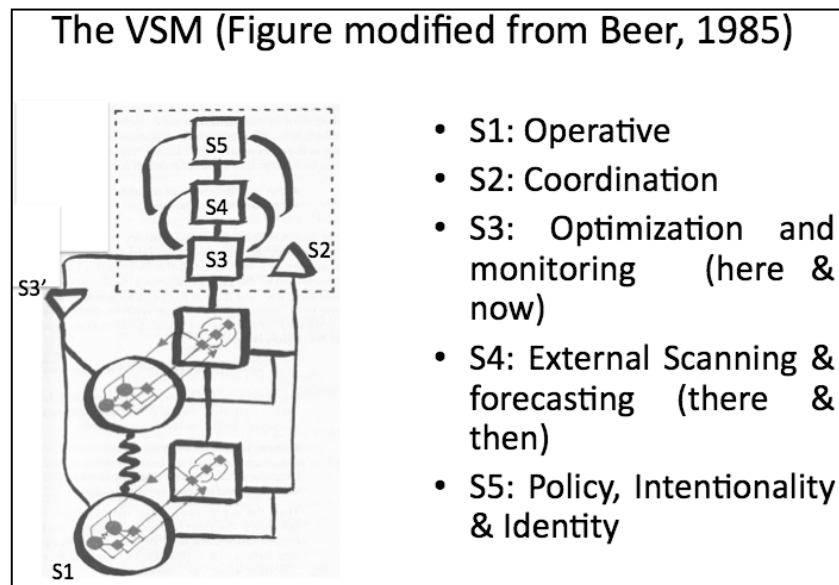 The VSM (Figure modified from Beer, 1985)
S5
S4
S3
S2
S3'
S1
• S1: Operative
• S2: Coordination
• S3: Optimization and
monitoring (here &
now)
• S4: External Scanning &
forecasting (there &
then)
• S5: Policy, Intentionality
& Identity